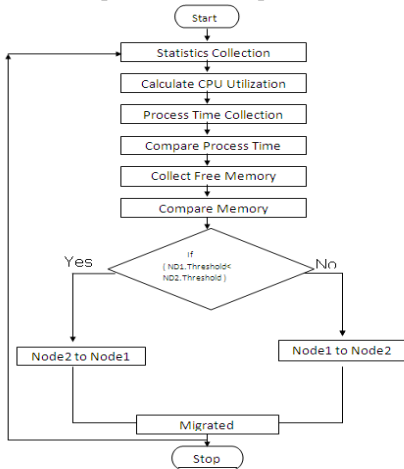 Start
Statistics Collection
Calculate CPU Utilization
Process Time Collection
Compare Process Time
Collect Free Memory
Compare Memory
If
( ND1.Threshold<
ND2.Threshold )
Yes
No
Node2 to Node1
Node1 to Node2
Migrated
Stop